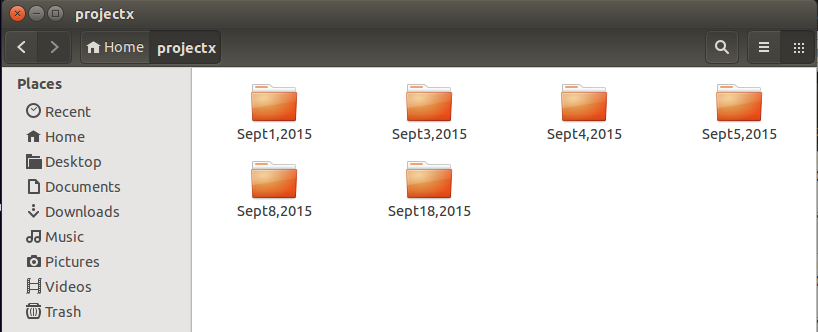 projectx
Home projectx
Places
Recent
Home
Desktop
Documents
Downloads
Music
Pictures
Videos
Trash
Sept1,2015 Sept3,2015 Sept4,2015 Sept5,2015
Sept8,2015 Sept18,2015